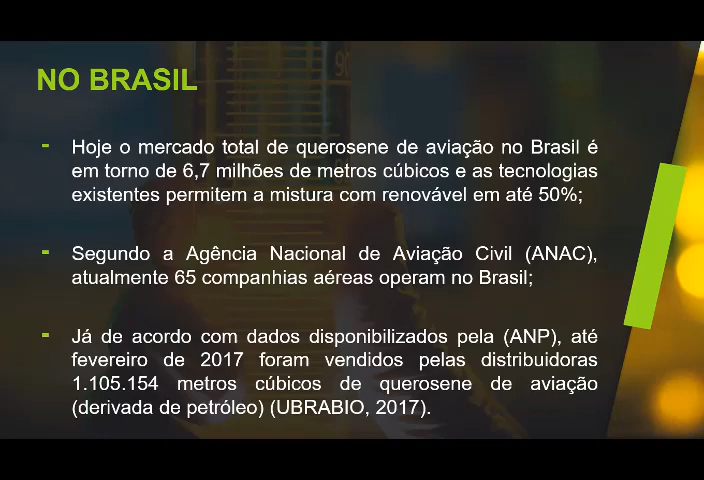 NO BRASIL
- Hoje o mercado total de querosene de aviação no Brasil é
em torno de 6,7 milhões de metros cúbicos e as tecnologias
existentes permitem a mistura com renovável em até 50%;
- Segundo a Agência Nacional de Aviação Civil (ANAC),
atualmente 65 companhias aéreas operam no Brasil;
- Já de acordo com dados disponibilizados pela (ANP), até
fevereiro de 2017 foram vendidos pelas distribuidoras
1.105.154 metros cúbicos de querosene de aviação
(derivada de petróleo) (UBRABIO, 2017).